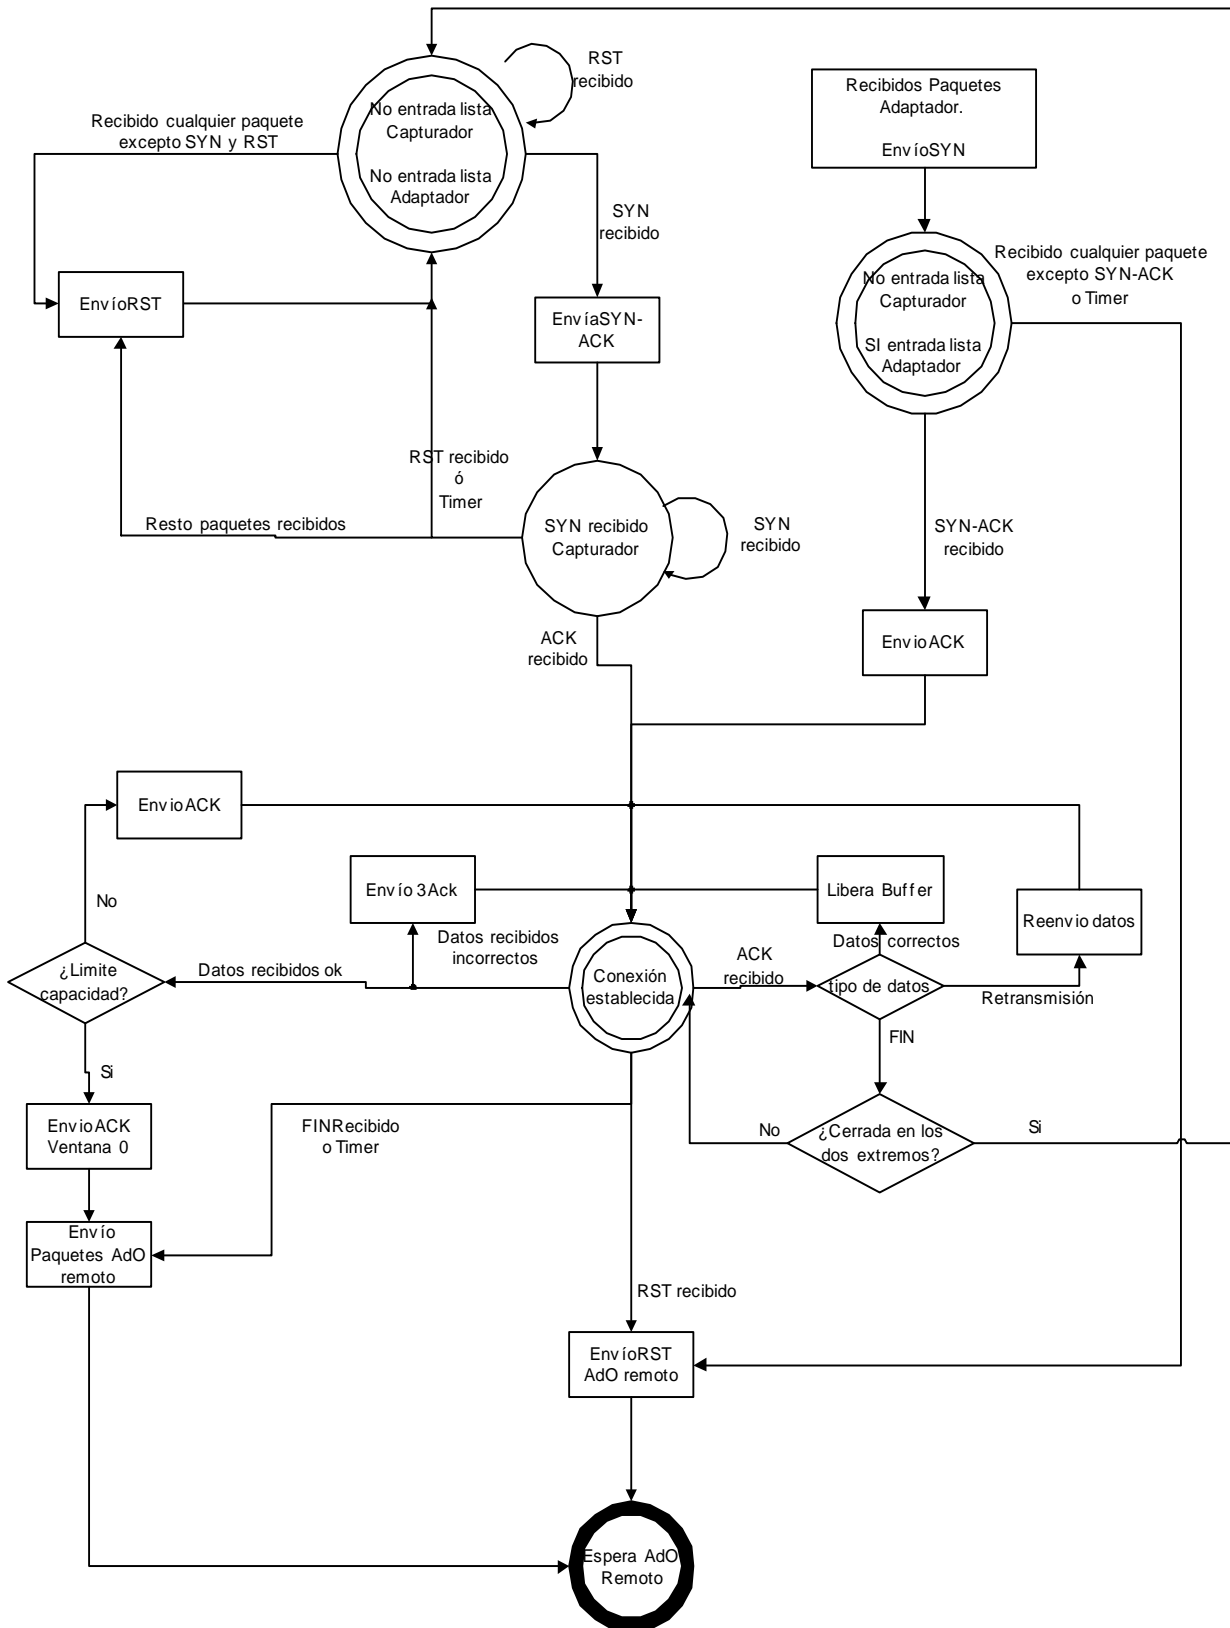 RST
recibido
Recibidos Paquetes
Adaptador.
EnvíoSYN
No entrada lista
Capturador
No entrada lista
Adaptador
Recibido cualquier paquete
excepto SYN y RST
SYN
recibido
Recibido cualquier paquete
excepto SYN-ACK
o Timer
No entrada lista
Capturador
SI entrada lista
Adaptador
EnvíoRST
EnvíaSYN-
ACK
RST recibido
ó
Timer
Resto paquetes recibidos
SYN recibido
Capturador
SYN
recibido
SYN-ACK
recibido
ACK
recibido
EnvioACK
EnvioACK
No
Envío 3Ack
Libera Buffer
Reenvio datos
Datos recibidos
incorrectos
Datos correctos
¿Limite
capacidad?
Datos recibidos ok
Conexión
establecida
ACK
recibido
tipo de datos
Retransmisión
FIN
Si
EnvioACK
Ventana 0
FINRecibido
o Timer
No
¿Cerrada en los
dos extremos?
Si
Envío
Paquetes AdO
remoto
RST recibido
EnvíoRST
AdO remoto
Espera AdO
Remoto